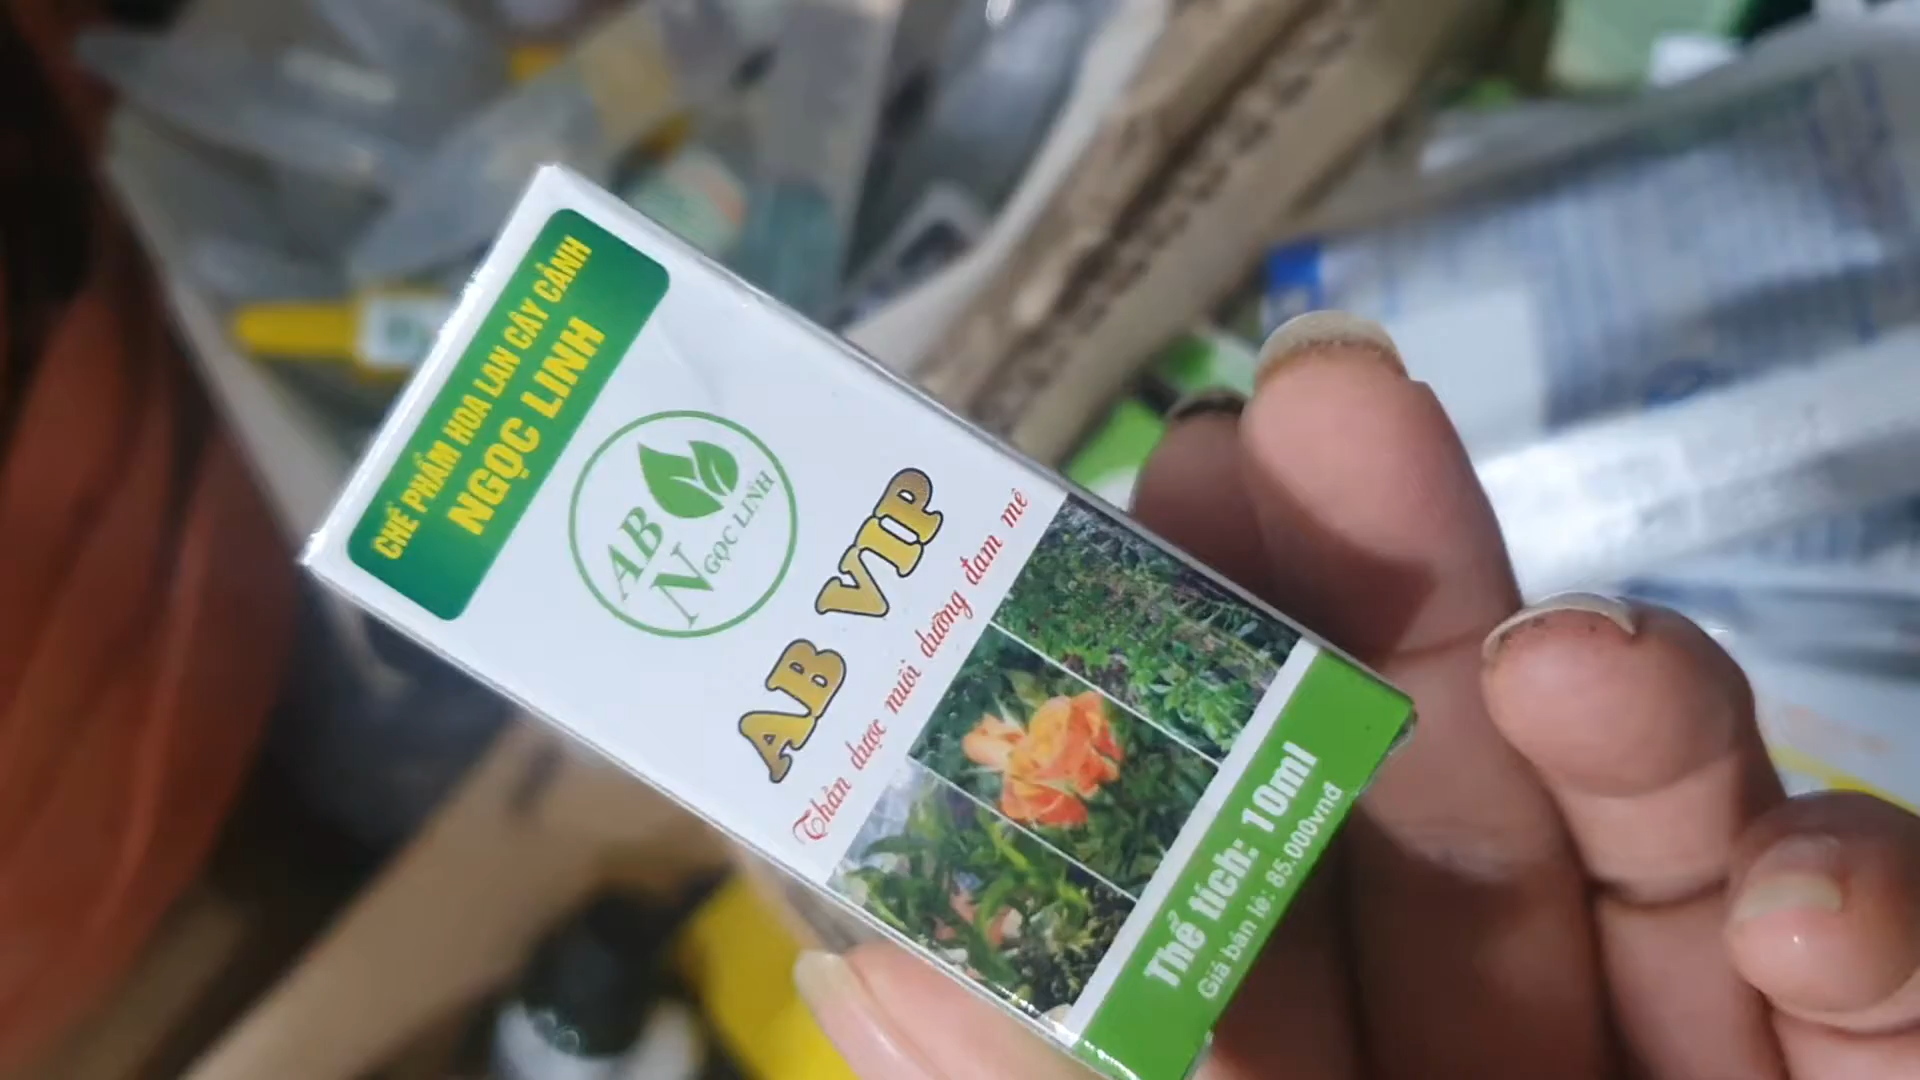 CHẾ PHẨM HOA LAN CÂY CẢNH
NGỌC LINH
AB
NGỌC LINH
AB VIP
Thần dược nuôi dưỡng đam mê
Thể tích: 10ml
Giá bán lẻ: 85.000vnđ